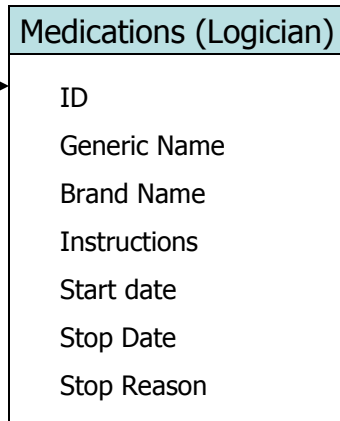 Medications (Logician)
ID
Generic Name
Brand Name
Instructions
Start date
Stop Date
Stop Reason